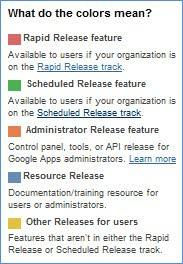 What do the colors mean?
Rapid Release feature
Available to users if your organization is
on the Rapid Release track.
Scheduled Release feature
Available to users if your organization is
on the Scheduled Release track.
Administrator Release feature
Control panel, tools, or API release for
Google Apps administrators. Learn more
Resource Release
Documentation/training resource for
users or administrators.
Other Releases for users
Features that aren't in either the Rapid
Release or Scheduled Release track.